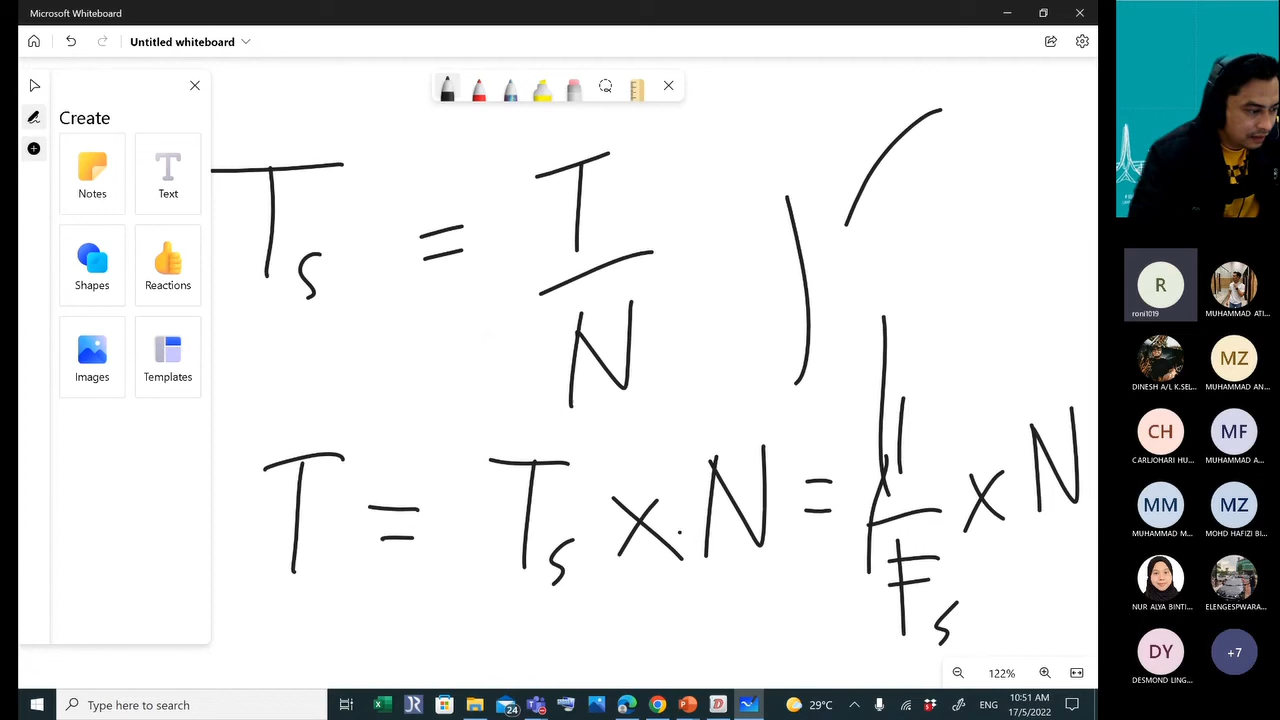 Microsoft Whiteboard
Untitled whiteboard
Create
Notes
Text
Shapes
Reactions
Images
Templates
Ts = T/N
T = Ts x N = 1/Fs x N
122%
R
roni1019
MUHAMMAD ATI...
DINESH A/L K.SEL...
MZ
MUHAMMAD AN...
CH
CARLJOHARI HU...
MF
MUHAMMAD A...
MM
MUHAMMAD M...
MZ
MOHD HAFIZI BI...
NUR ALYA BINTI...
ELENGESPWARA...
DY
DESMOND LING...
+7
Type here to search
24
29°C
ENG
10:51 AM
17/5/2022